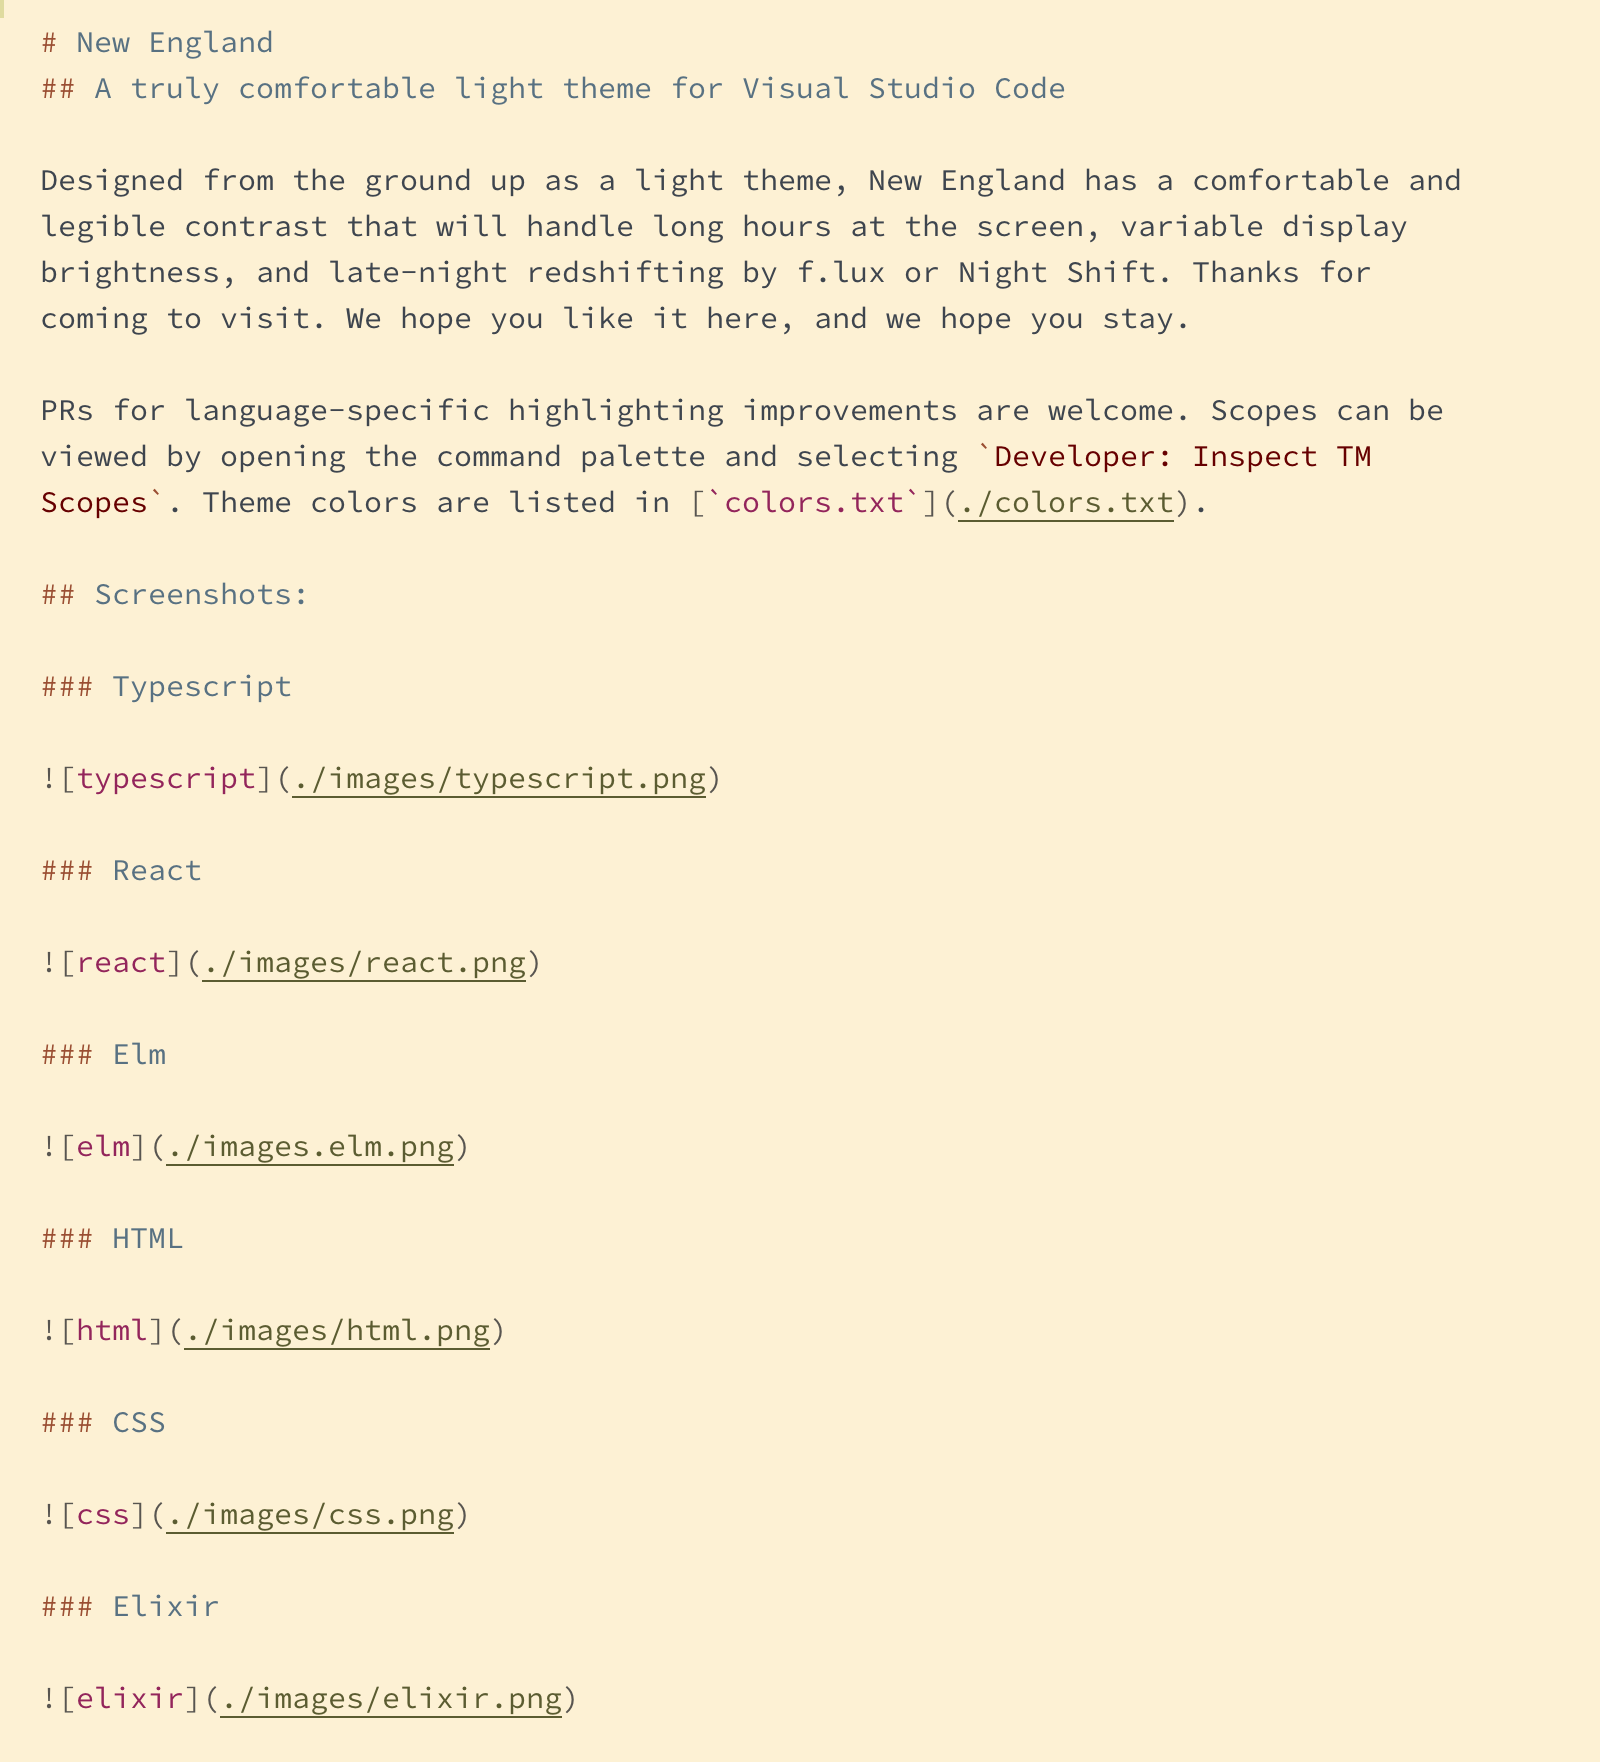 # New England
## A truly comfortable light theme for Visual Studio Code
Designed from the ground up as a light theme, New England has a comfortable and
legible contrast that will handle long hours at the screen, variable display
brightness, and late-night redshifting by f.lux or Night Shift. Thanks for
coming to visit. We hope you like it here, and we hope you stay.
PRs for language-specific highlighting improvements are welcome. Scopes can be
viewed by opening the command palette and selecting `Developer: Inspect TM
Scopes`. Theme colors are listed in [`colors.txt`](./colors.txt).
## Screenshots:
### Typescript
![typescript](./images/typescript.png)
### React
![react](./images/react.png)
### Elm
![elm](./images.elm.png)
### HTML
![html](./images/html.png)
### CSS
![css](./images/css.png)
### Elixir
![elixir](./images/elixir.png)